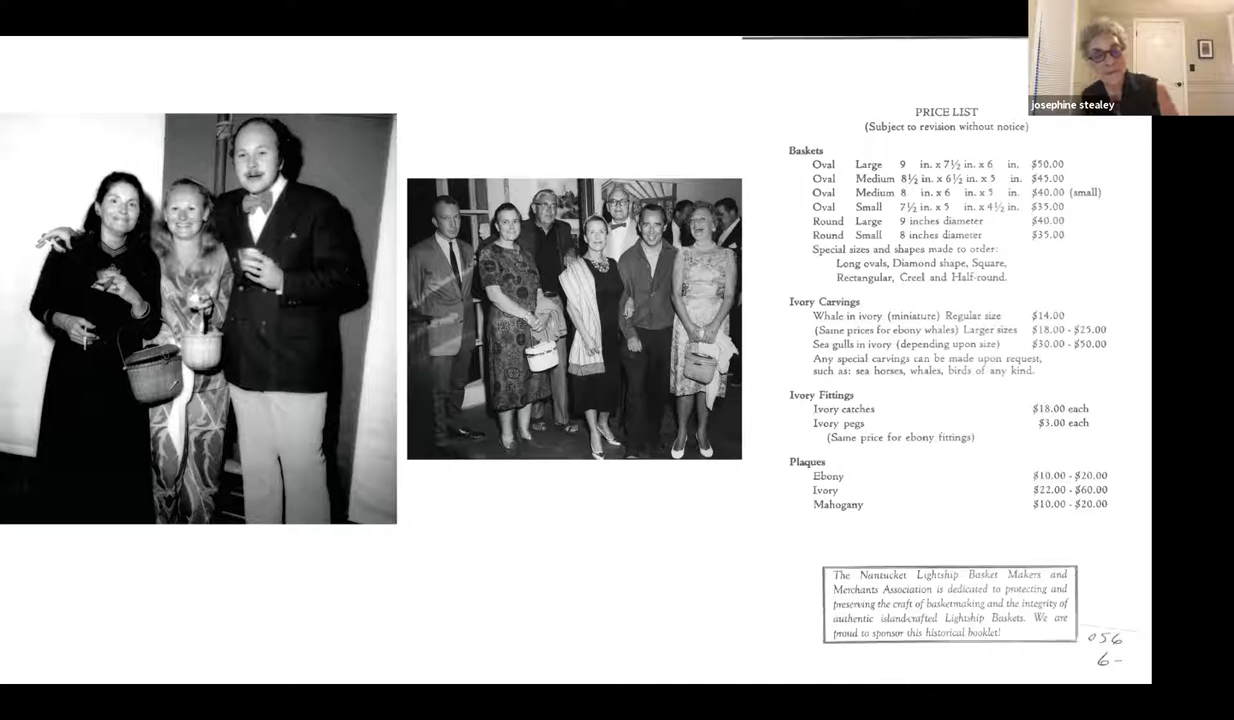 josephine stealey
PRICE LIST
(Subject to revision without notice)
Baskets
Oval Large 9 in. x 7½ in. x 6 in. $50.00
Oval Medium 8½ in. x 6½ in. x 5 in. $45.00
Oval Medium 8 in. x 6 in. x 5 in. $40.00 (small)
Oval Small 7½ in. x 5 in. x 4½ in. $35.00
Round Large 9 inches diameter $40.00
Round Small 8 inches diameter $35.00
Special sizes and shapes made to order:
Long ovals, Diamond shape, Square,
Rectangular, Creel and Half-round.
Ivory Carvings
Whale in ivory (miniature) Regular size $14.00
(Same prices for ebony whales) Larger sizes $18.00 - $25.00
Sea gulls in ivory (depending upon size) $30.00 - $50.00
Any special carvings can be made upon request,
such as: sea horses, whales, birds of any kind.
Ivory Fittings
Ivory catches $18.00 each
Ivory pegs $3.00 each
(Same price for ebony fittings)
Plaques
Ebony $10.00 - $20.00
Ivory $22.00 - $60.00
Mahogany $10.00 - $20.00
The Nantucket Lightship Basket Makers and
Merchants Association is dedicated to protecting and
preserving the craft of basketmaking and the integrity of
authentic island-crafted Lightship Baskets. We are
proud to sponsor this historical booklet!
056
6-